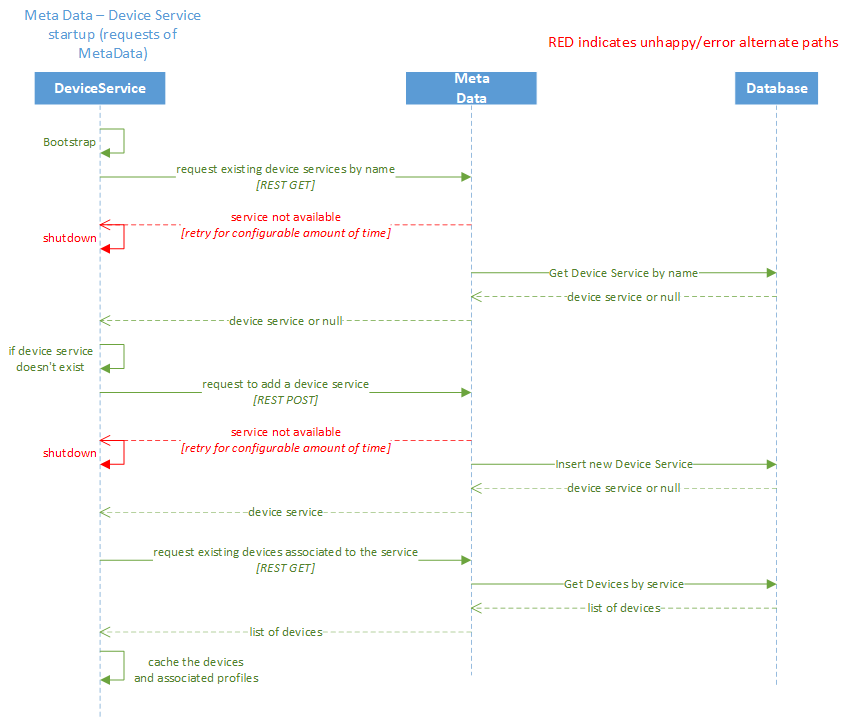 Meta Data – Device Service
startup (requests of
MetaData)
RED indicates unhappy/error alternate paths
DeviceService
Meta
Data
Database
Bootstrap
request existing device services by name
[REST GET]
service not available
[retry for configurable amount of time]
shutdown
Get Device Service by name
device service or null
device service or null
if device service
doesn't exist
request to add a device service
[REST POST]
service not available
[retry for configurable amount of time]
shutdown
Insert new Device Service
device service or null
device service
request existing devices associated to the service
[REST GET]
Get Devices by service
list of devices
list of devices
cache the devices
and associated profiles